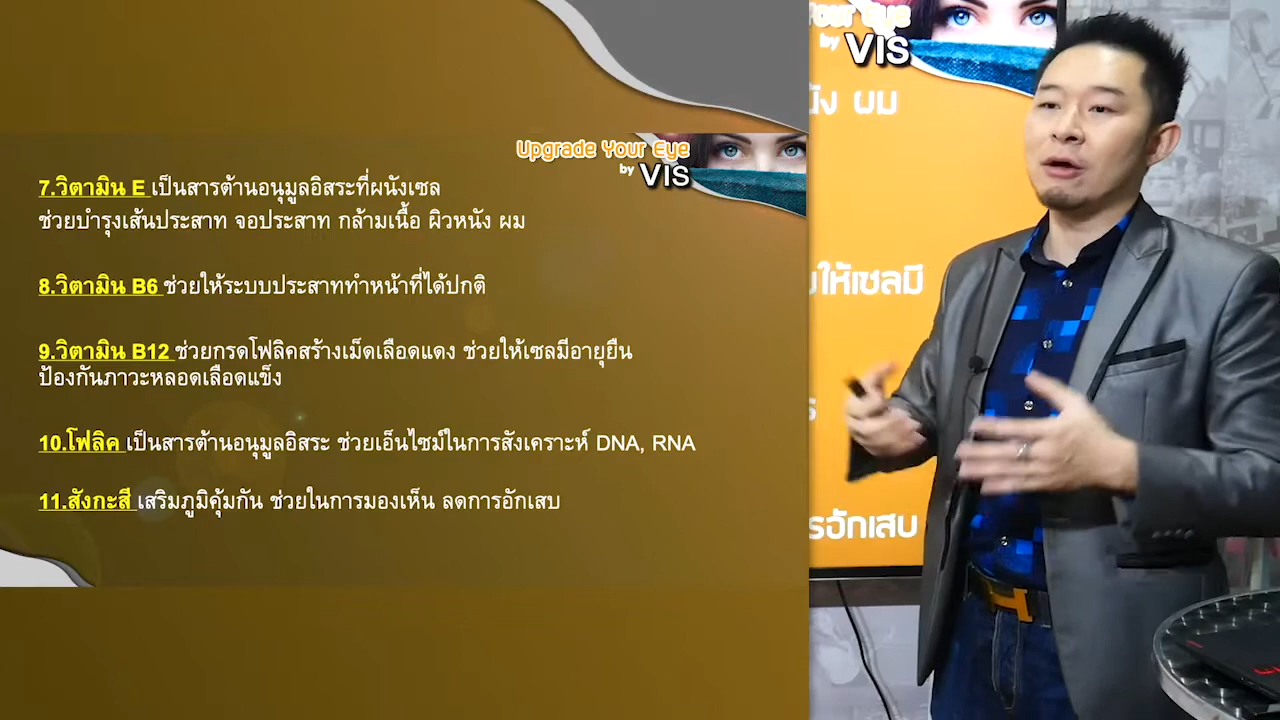 Upgrade Your Eye
by VIS
7.วิตามิน E เป็นสารต้านอนุมูลอิสระที่ผนังเซล
ช่วยบำรุงเส้นประสาท จอประสาท กล้ามเนื้อ ผิวหนัง ผม
8.วิตามิน B6 ช่วยให้ระบบประสาททำหน้าที่ได้ปกติ
9.วิตามิน B12 ช่วยกรดโฟลิคสร้างเม็ดเลือดแดง ช่วยให้เซลมีอายุยืน
ป้องกันภาวะหลอดเลือดแข็ง
10.โฟลิค เป็นสารต้านอนุมูลอิสระ ช่วยเอ็นไซม์ในการสังเคราะห์ DNA, RNA
11.สังกะสี เสริมภูมิคุ้มกัน ช่วยในการมองเห็น ลดการอักเสบ
Your Eye
by VIS
ผม
ให้เซลมี
อักเสบ